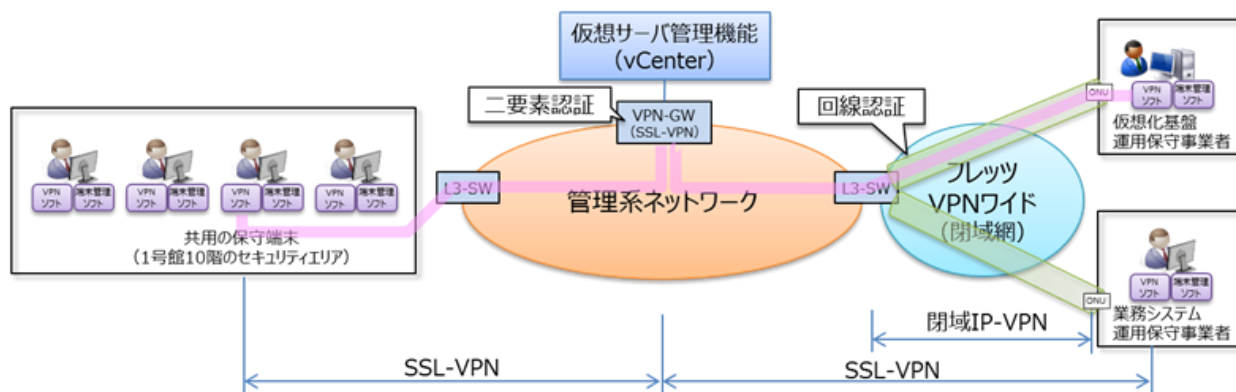 仮想サーバ管理機能
(vCenter)
二要素認証
VPN-GW
(SSL-VPN)
回線認証
ONU
VPN
ソフト
端末管理
ソフト
仮想化基盤
運用保守事業者
VPN
ソフト
端末管理
ソフト
VPN
ソフト
端末管理
ソフト
VPN
ソフト
端末管理
ソフト
VPN
ソフト
端末管理
ソフト
共用の保守端末
(1号館10階のセキュリティエリア)
L3-SW
管理系ネットワーク
L3-SW
フレッツ
VPNワイド
(閉域網)
VPN
ソフト
端末管理
ソフト
ONU
業務システム
運用保守事業者
閉域IP-VPN
SSL-VPN
SSL-VPN